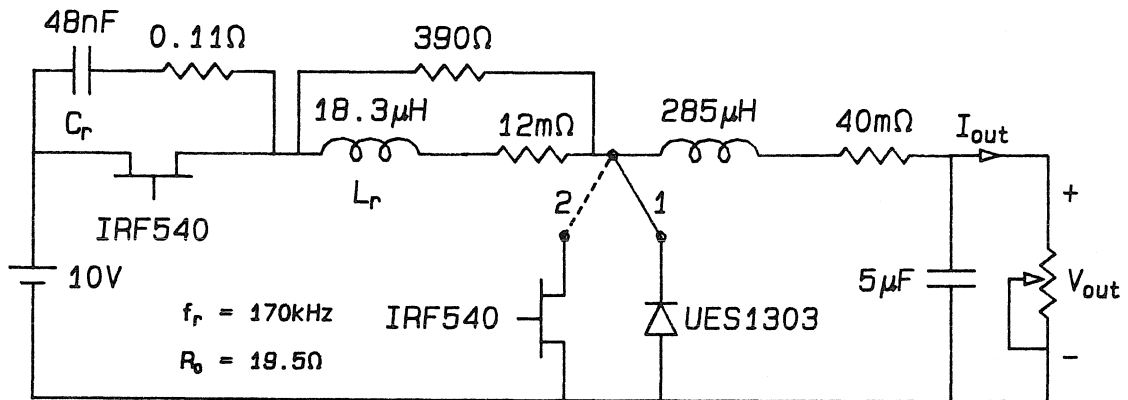 48nF
0.11Ω
390Ω
Cr
18.3µH
12mΩ
285µH
40mΩ
Iout
Lr
IRF540
2
1
+
10V
fr = 170kHz
Ro = 19.5Ω
IRF540
UES1303
5µF
Vout
-